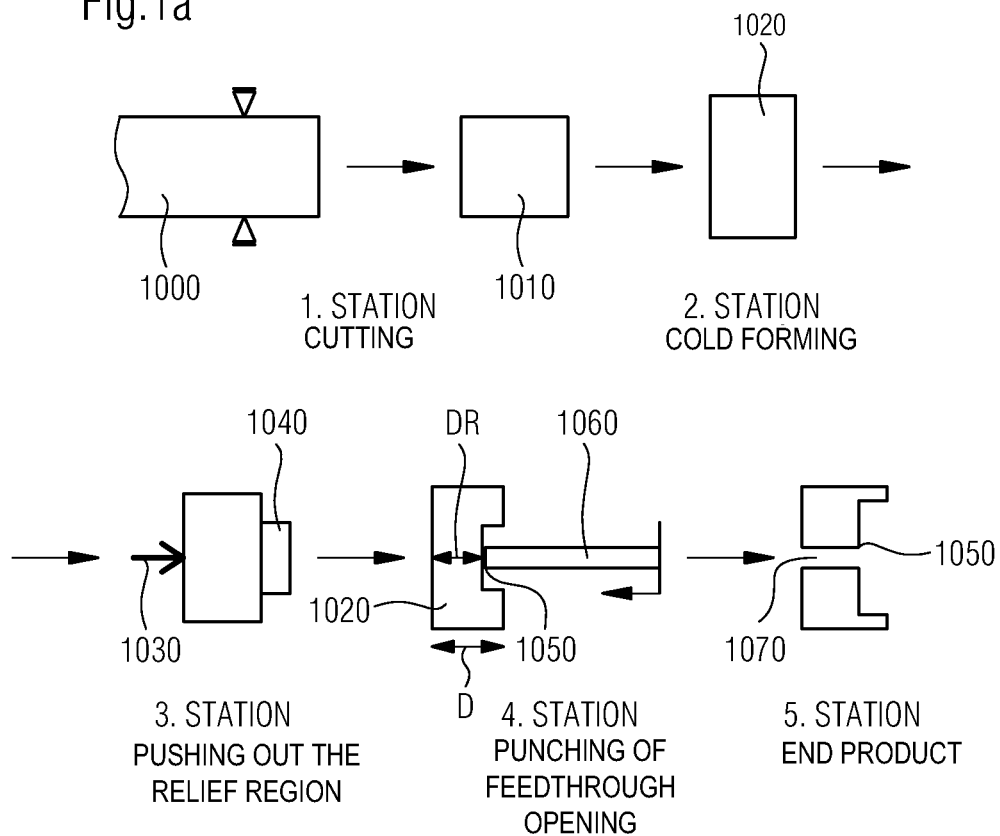 Fig.1a
1020
1000
1010
1. STATION
CUTTING
2. STATION
COLD FORMING
1040
DR
1060
1050
1020
1030
1050
1070
D
3. STATION
PUSHING OUT THE
RELIEF REGION
4. STATION
PUNCHING OF
FEEDTHROUGH
OPENING
5. STATION
END PRODUCT